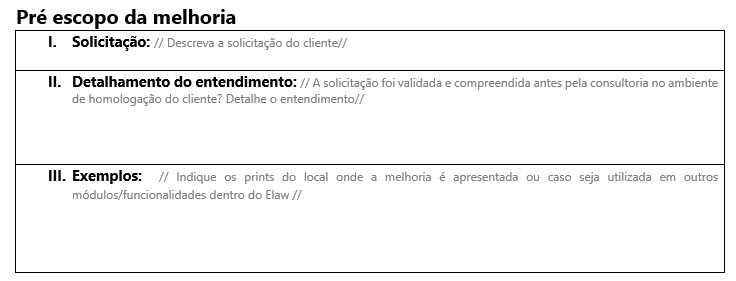 Pré escopo da melhoria
I. Solicitação: // Descreva a solicitação do cliente//
II. Detalhamento do entendimento: // A solicitação foi validada e compreendida antes pela consultoria no ambiente
de homologação do cliente? Detalhe o entendimento//
III. Exemplos: // Indique os prints do local onde a melhoria é apresentada ou caso seja utilizada em outros
módulos/funcionalidades dentro do Elaw //